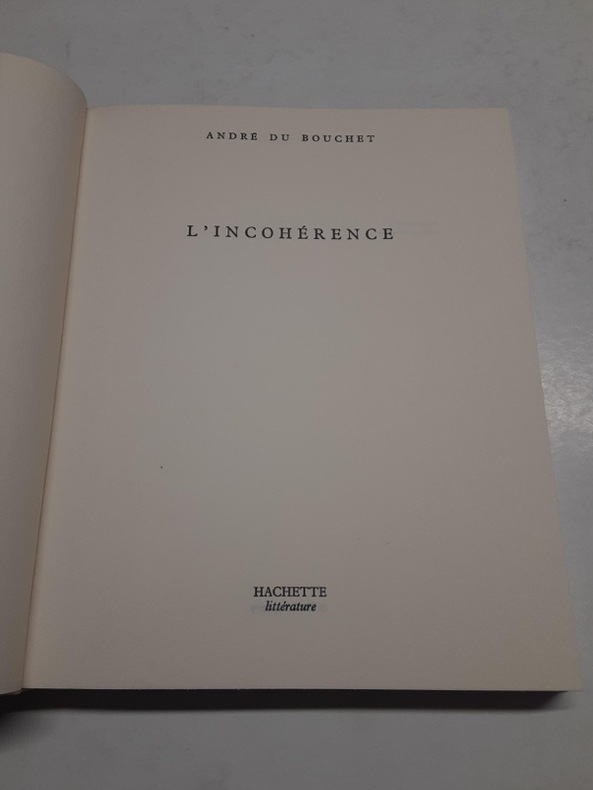 ANDRÉ DU BOUCHET
L'INCOHÉRENCE
HACHETTE
littérature